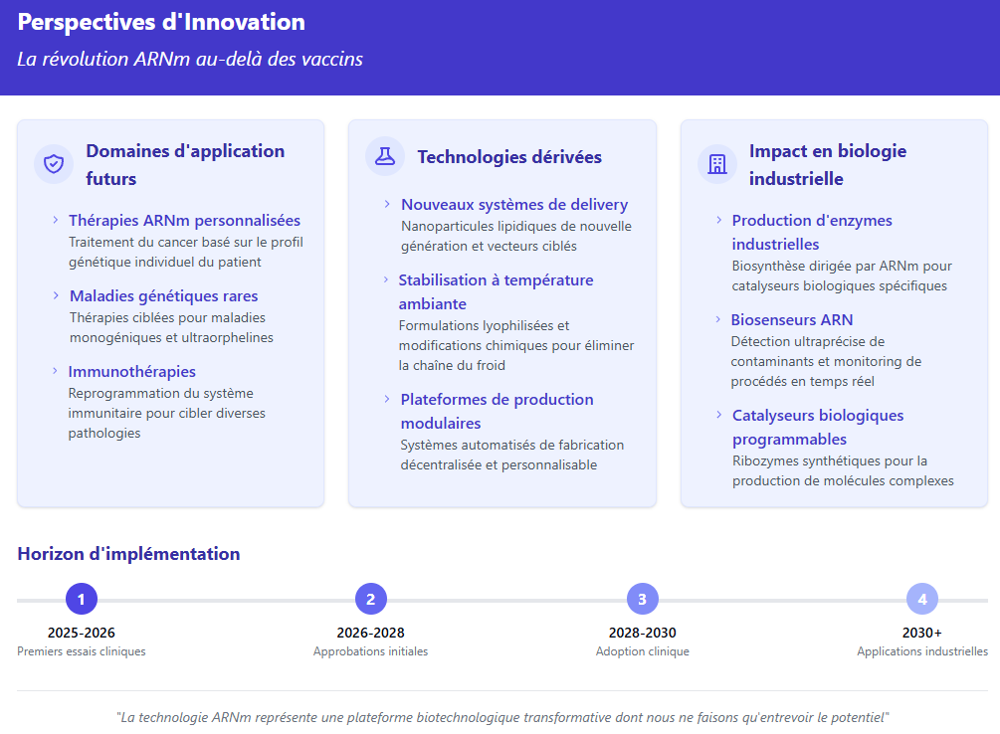 Perspectives d'Innovation
La révolution ARNm au-delà des vaccins
Domaines d'application
futurs
Thérapies ARNm personnalisées
Traitement du cancer basé sur le profil
génétique individuel du patient
Maladies génétiques rares
Thérapies ciblées pour maladies
monogéniques et ultraorphelines
Immunothérapies
Reprogrammation du système
immunitaire pour cibler diverses
pathologies
Technologies dérivées
Nouveaux systèmes de delivery
Nanoparticules lipidiques de nouvelle
génération et vecteurs ciblés
Stabilisation à température
ambiante
Formulations lyophilisées et
modifications chimiques pour éliminer
la chaîne du froid
Plateformes de production
modulaires
Systèmes automatisés de fabrication
décentralisée et personnalisable
Impact en biologie
industrielle
Production d'enzymes
industrielles
Biosynthèse dirigée par ARNm pour
catalyseurs biologiques spécifiques
Biosenseurs ARN
Détection ultraprécise de
contaminants et monitoring de
procédés en temps réel
Catalyseurs biologiques
programmables
Ribozymes synthétiques pour la
production de molécules complexes
Horizon d'implémentation
1
2025-2026
Premiers essais cliniques
2
2026-2028
Approbations initiales
3
2028-2030
Adoption clinique
4
2030+
Applications industrielles
"La technologie ARNm représente une plateforme biotechnologique transformative dont nous ne faisons qu'entrevoir le potentiel"